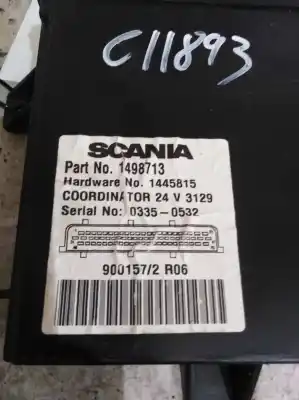 C11893
SCANIA
Part No. 1498713
Hardware No. 1445815
COORDINATOR 24 V 3129
Serial No: 0335-0532
900157/2 R06